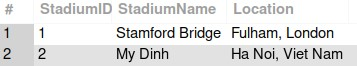 # StadiumID StadiumName Location
1 1 Stamford Bridge Fulham, London
2 2 My Dinh Ha Noi, Viet Nam